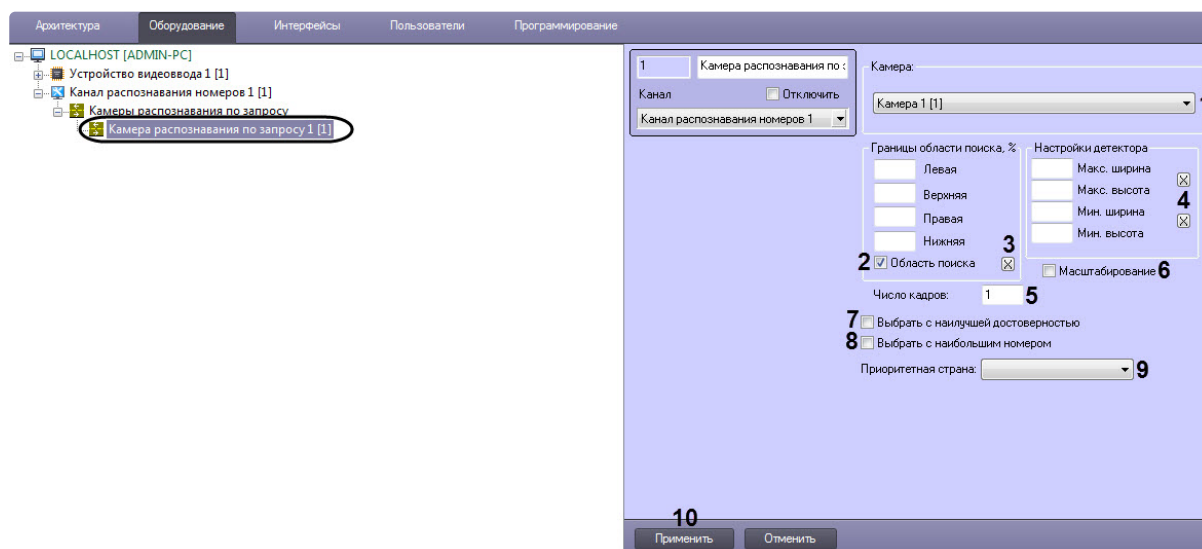 Архитектура Оборудование Интерфейсы Пользователи Программирование
LOCALHOST [ADMIN-PC]
Устройство видеоввода 1 [1]
Канал распознавания номеров 1 [1]
Камеры распознавания по запросу
Камера распознавания по запросу 1 [1]
1 Камера распознавания по
Канал Отключить
Канал распознавания номеров 1
Камера:
Камера 1 [1]
Границы области поиска, %
Левая
Верхняя
Правая
Нижняя
3
2 Область поиска
Настройки детектора
Макс. ширина
Макс. высота
Мин. ширина
Мин. высота
4
Масштабирование 6
Число кадров: 1 5
7 Выбрать с наилучшей достоверностью
8 Выбрать с наибольшим номером
Приоритетная страна: 9
10
Применить Отменить